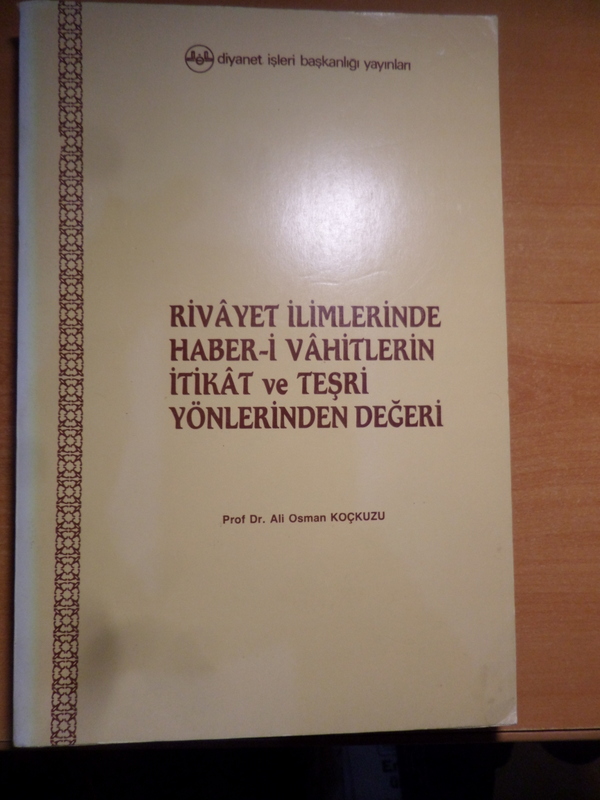 diyanet işleri başkanlığı yayınları
RİVÂYET İLİMLERİNDE
HABER-İ VÂHİTLERİN
İTİKÂT ve TEŞRİ
YÖNLERİNDEN DEĞERİ
Prof Dr. Ali Osman KOÇKUZU